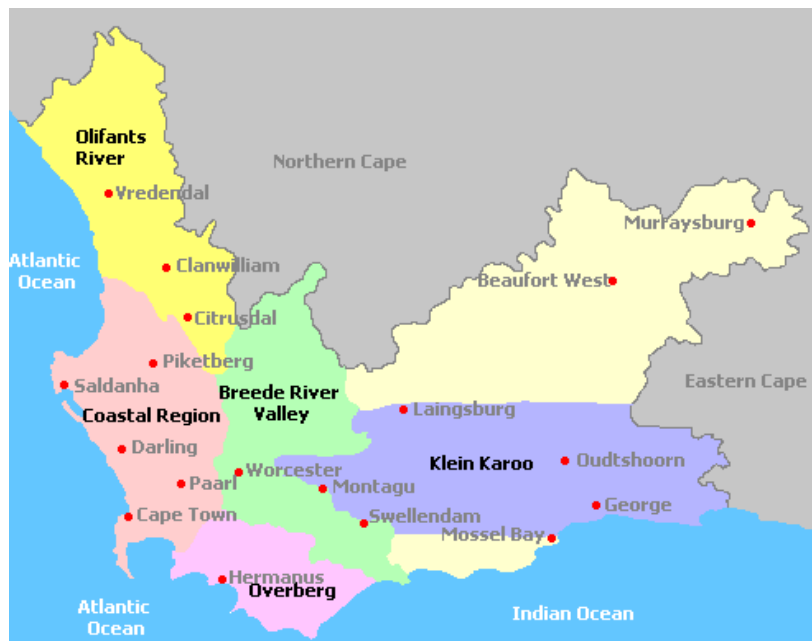 Olifants
River
Northern Cape
Vredendal
Murraysburg
Atlantic
Ocean
Clanwilliam
Beaufort West
Citrusdal
Piketberg
Saldanha
Breede River
Valley
Eastern Cape
Coastal Region
Laingsburg
Darling
Klein Karoo
Oudtshoorn
Worcester
Paarl
Montagu
George
Cape Town
Swellendam
Mossel Bay
Hermanus
Overberg
Atlantic
Ocean
Indian Ocean